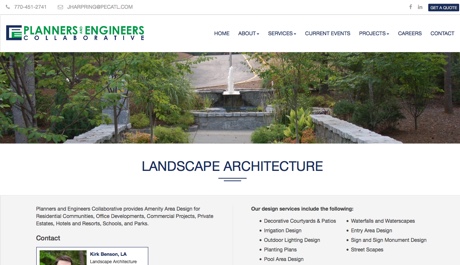 770-451-2741 JHARPRING@PECATL.COM GET A QUOTE
PLANNERS AND ENGINEERS
COLLABORATIVE
HOME ABOUT SERVICES CURRENT EVENTS PROJECTS CAREERS CONTACT
LANDSCAPE ARCHITECTURE
Planners and Engineers Collaborative provides Amenity Area Design for
Residential Communities, Office Developments, Commercial Projects, Private
Estates, Hotels and Resorts, Schools, and Parks.
Contact
Kirk Benson, LA
Landscape Architecture
Our design services include the following:
Decorative Courtyards & Patios
Irrigation Design
Outdoor Lighting Design
Planting Plans
Pool Area Design
Waterfalls and Waterscapes
Entry Area Design
Sign and Sign Monument Design
Street Scapes